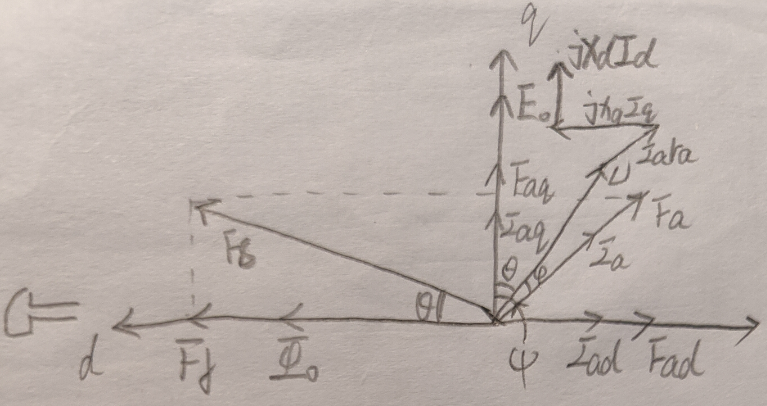 q
jXdId
E₀
jXqIq
Iara
Faq
U
Fa
Iaq
Fδ
θ
φ
Ia
θ
d
Ff
Φ₀
ψ
Iad
Fad